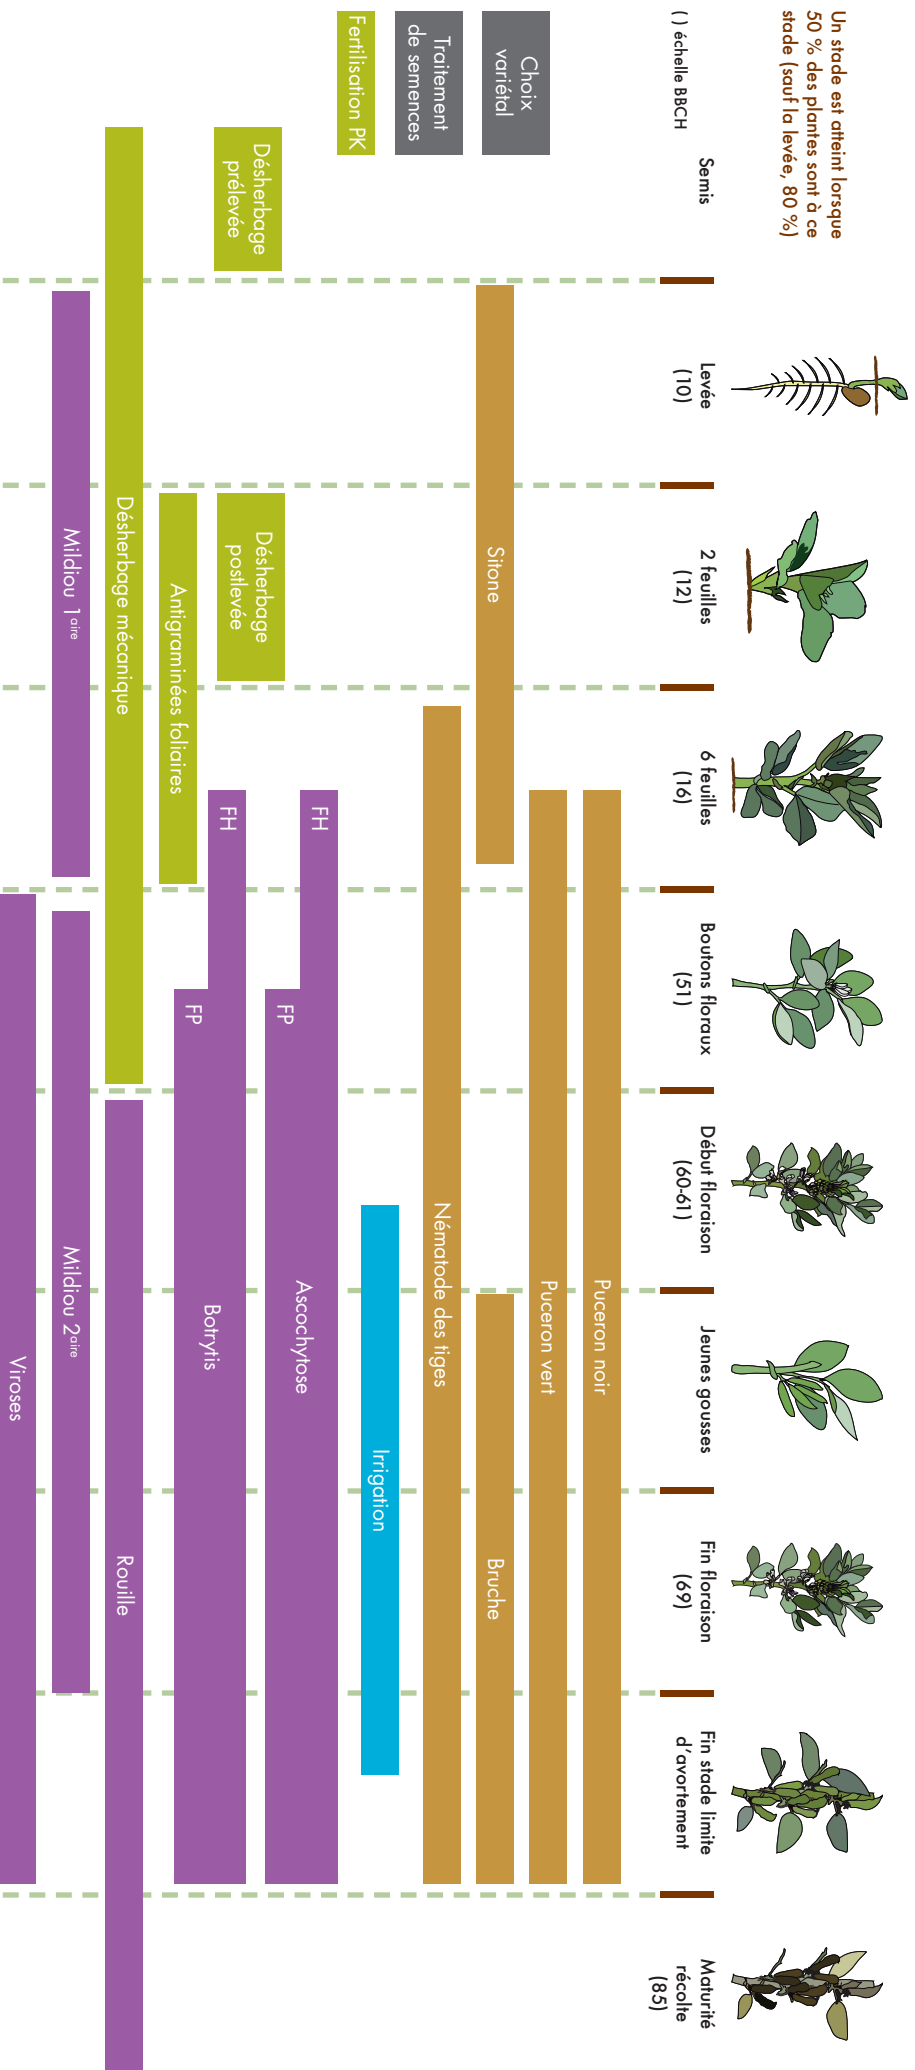 Un stade est atteint lorsque
50 % des plantes sont à ce
stade (sauf la levée, 80 %)
Semis
Levée
(10)
2 feuilles
(12)
6 feuilles
(16)
Boutons floraux
(51)
Début floraison
(60-61)
Jeunes gousses
Fin floraison
(69)
Fin stade limite
d'avortement
Maturité
récolte
(85)
( ) échelle BBCH
Puceron noir
Choix
variétal
Puceron vert
Sitone
Bruche
Traitement
de semences
Nématode des tiges
Fertilisation PK
Irrigation
FH
FP
Ascochytose
Désherbage
prélevée
Désherbage
postlevée
FH
FP
Botrytis
Antigraminées foliaires
Désherbage mécanique
Rouille
Mildiou 1aire
Mildiou 2aire
Viroses